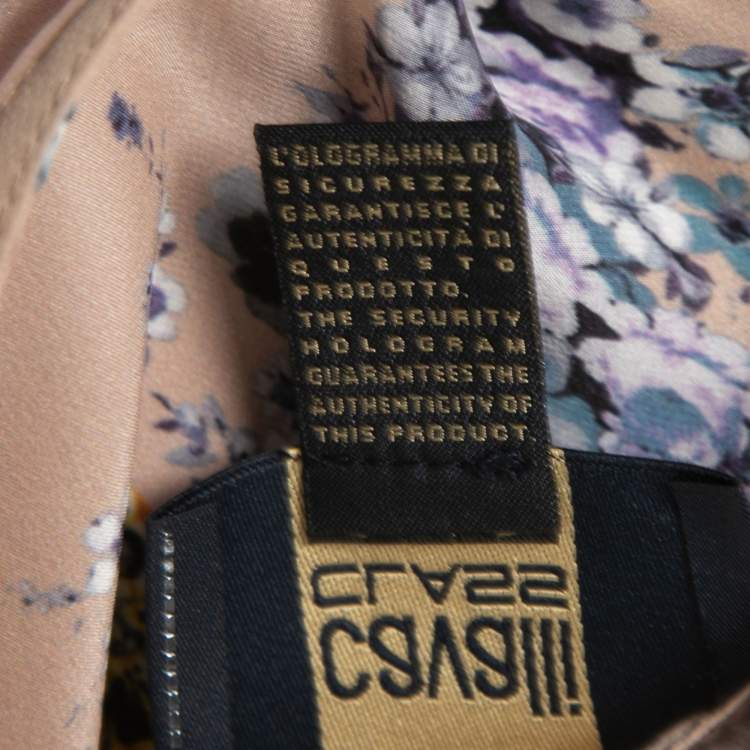 L'OLOGRAMMA DI
SICUREZZA
GARANTISCE L'
AUTENTICITÀ DI
QUESTO
PRODOTTO.
THE SECURITY
HOLOGRAM
GUARANTEES THE
AUTHENTICITY OF
THIS PRODUCT
CLASS
cavalli